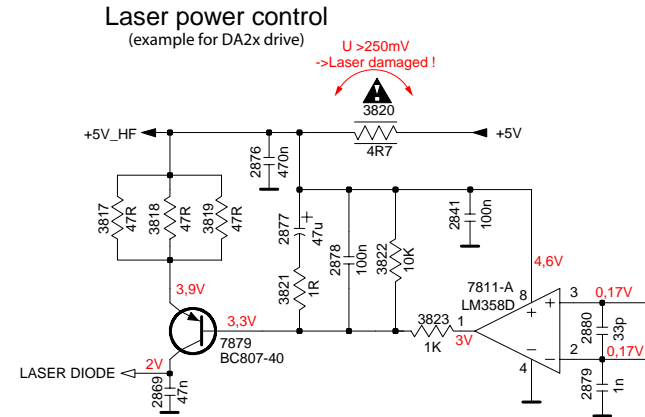 Laser power control
(example for DA2x drive)
U >250mV
->Laser damaged !
!
3820
4R7
+5V_HF
+5V
2876
470n
3817
47R
3818
47R
3819
47R
2877
+
47u
2878
100n
3822
10K
2841
100n
3821
1R
4,6V
3,9V
7811-A
LM358D
8
3
0,17V
+
+
2880
33p
3,3V
3823
1K
1
3V
7879
BC807-40
4
2
0,17V
−
−
2879
1n
LASER DIODE
2V
2869
47n